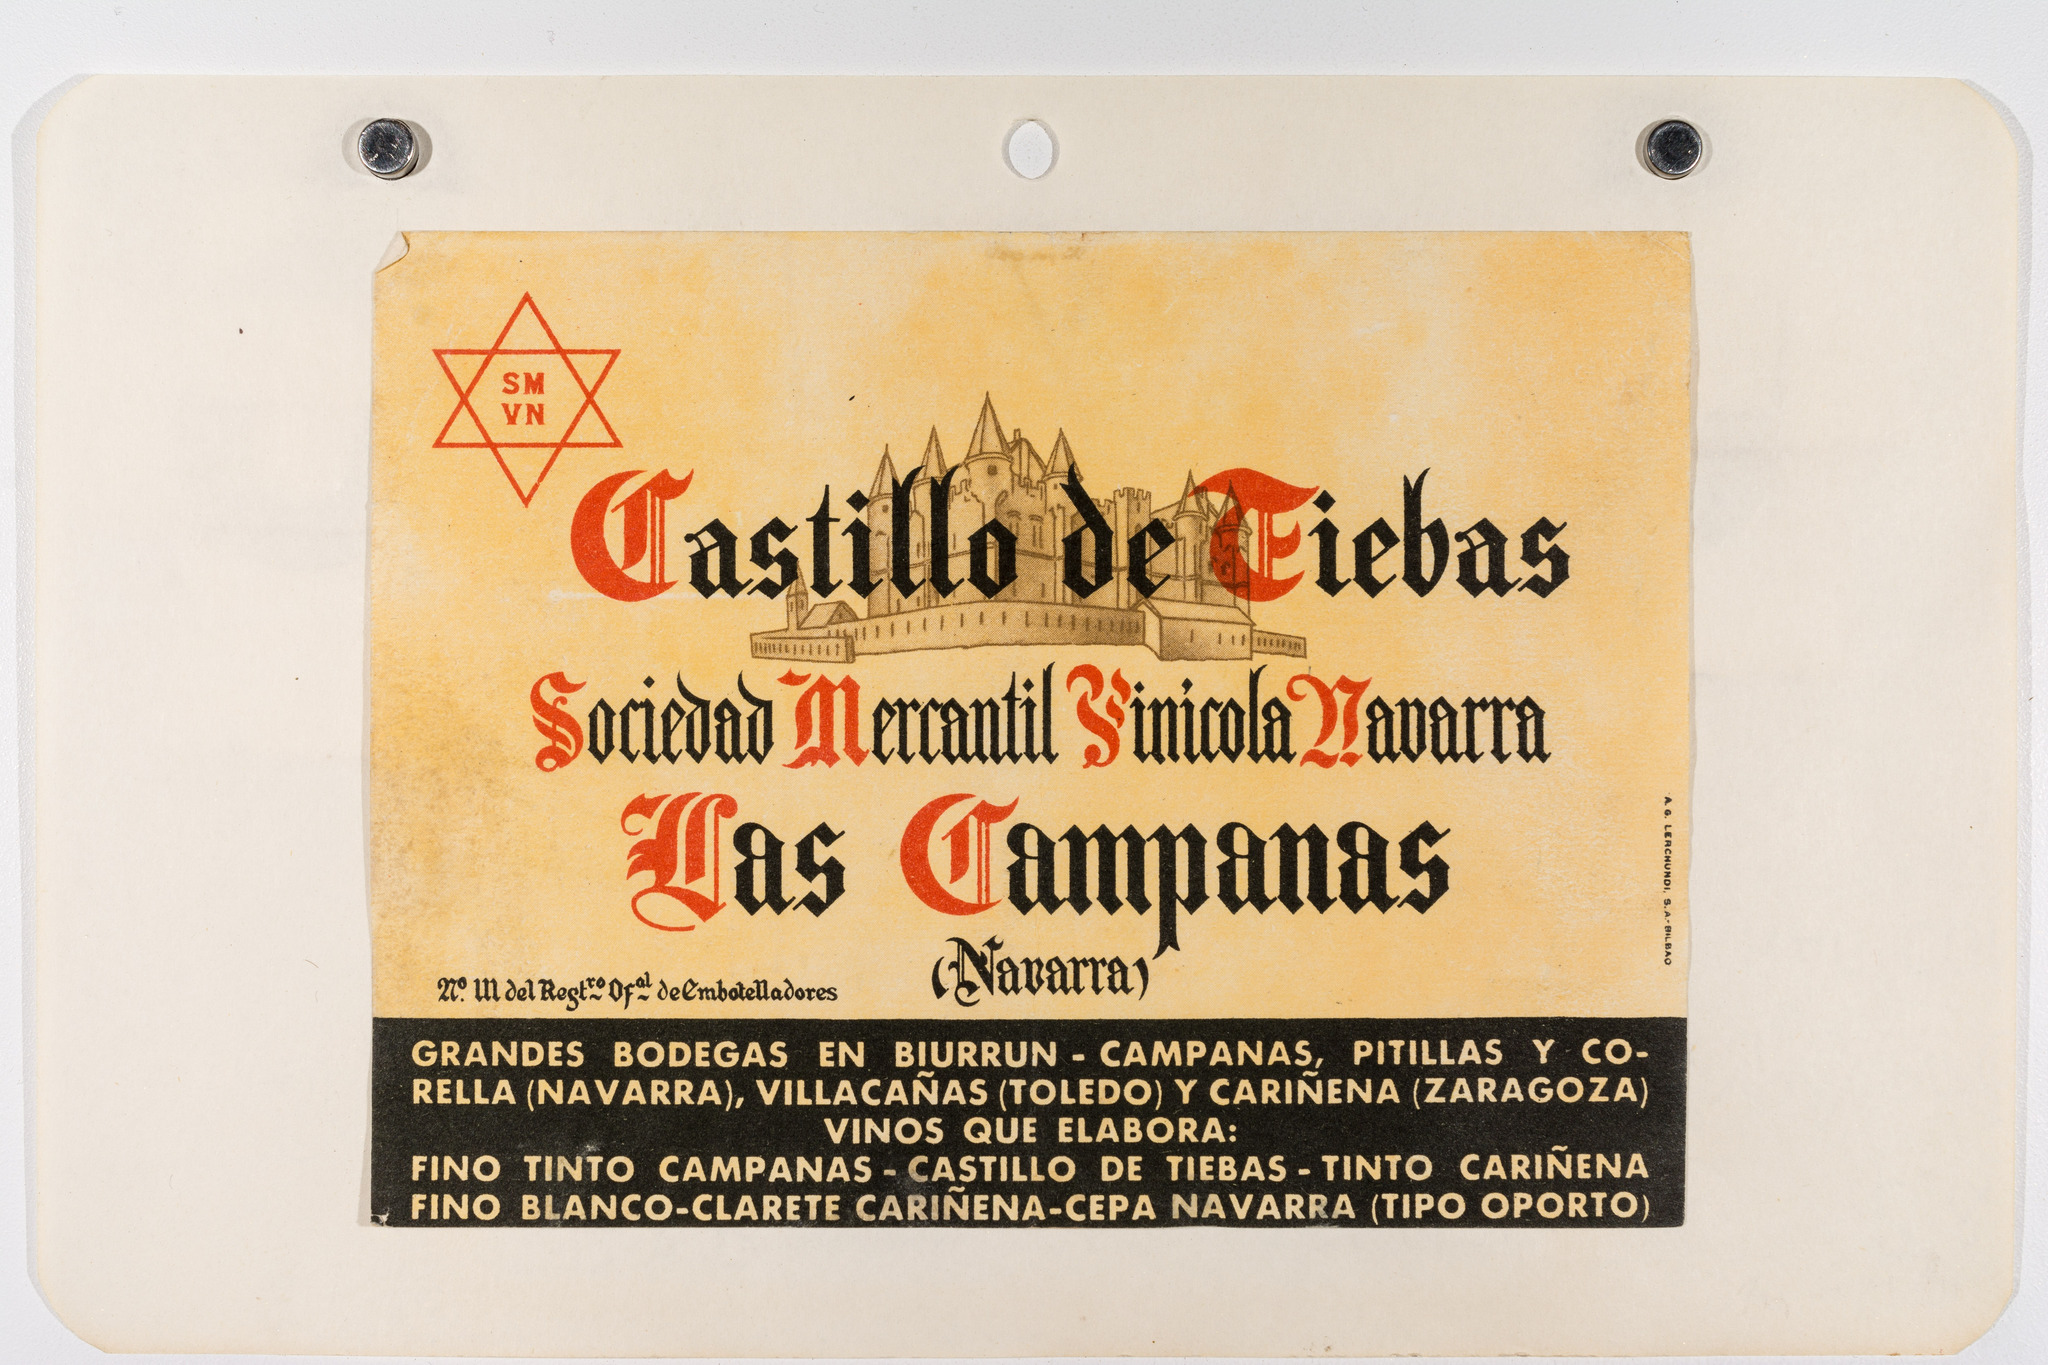 SM
VN
Castillo de Tiebas
Sociedad Mercantil Vinícola Navarra
Las Campanas
(Navarra)
Nº 111 del Regtro Ofal de Embotelladores
A. G. LERCHUNDI, S. A.-BILBAO
GRANDES BODEGAS EN BIURRUN - CAMPANAS, PITILLAS Y CO-
RELLA (NAVARRA), VILLACAÑAS (TOLEDO) Y CARIÑENA (ZARAGOZA)
VINOS QUE ELABORA:
FINO TINTO CAMPANAS - CASTILLO DE TIEBAS - TINTO CARIÑENA
FINO BLANCO-CLARETE CARIÑENA-CEPA NAVARRA (TIPO OPORTO)